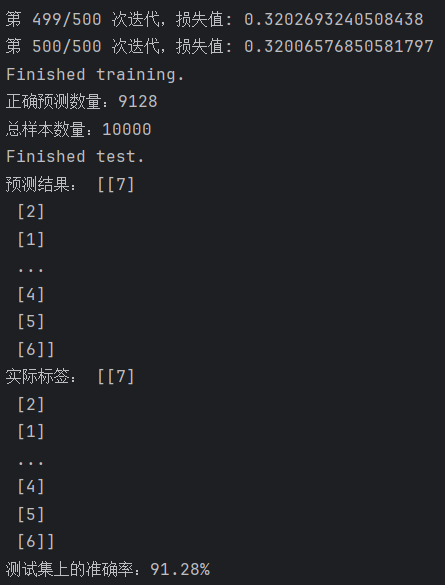 第 499/500 次迭代，损失值: 0.3202693240508438
第 500/500 次迭代，损失值: 0.32006576850581797
Finished training.
正确预测数量：9128
总样本数量：10000
Finished test.
预测结果： [[7]
[2]
[1]
...
[4]
[5]
[6]]
实际标签： [[7]
[2]
[1]
...
[4]
[5]
[6]]
测试集上的准确率：91.28%